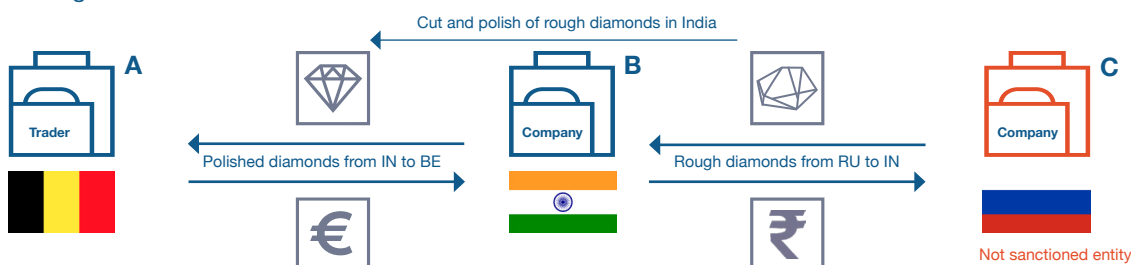 Cut and polish of rough diamonds in India
A
B
C
Trader
Company
Company
Polished diamonds from IN to BE
Rough diamonds from RU to IN
€
₹
Not sanctioned entity